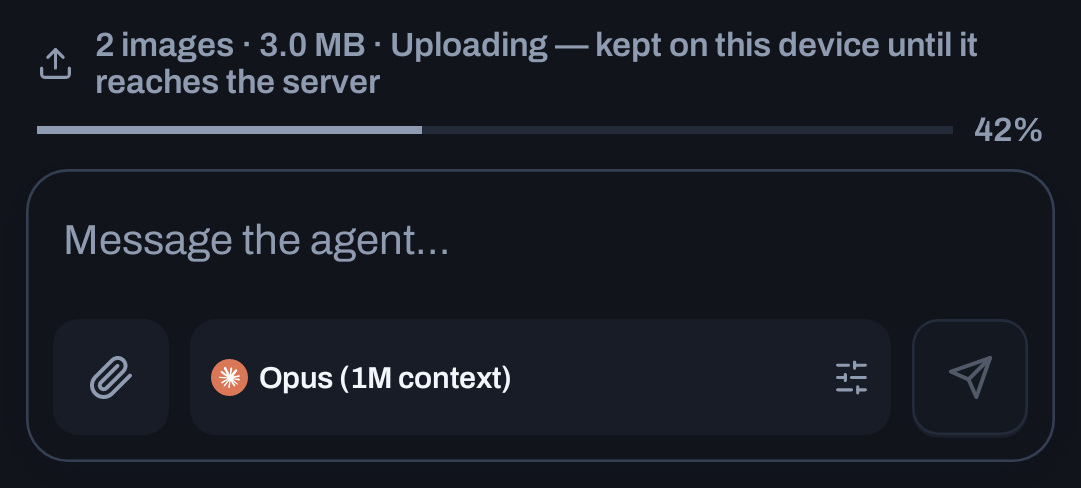 2 images · 3.0 MB · Uploading — kept on this device until it
reaches the server
42%
Message the agent...
Opus (1M context)